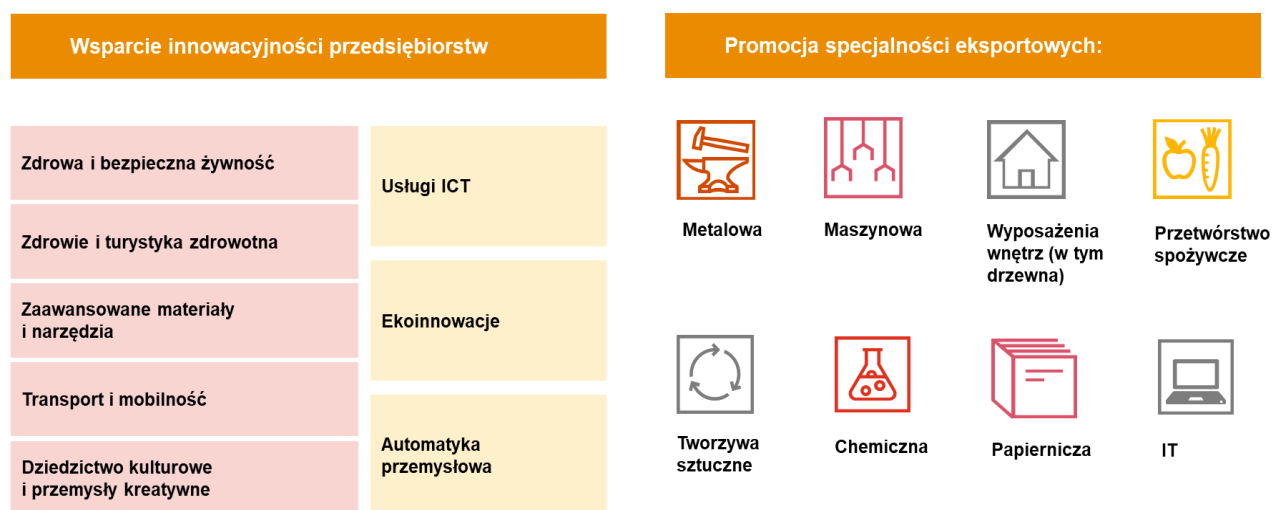 Wsparcie innowacyjności przedsiębiorstw
Zdrowa i bezpieczna żywność
Zdrowie i turystyka zdrowotna
Zaawansowane materiały
i narzędzia
Transport i mobilność
Dziedzictwo kulturowe
i przemysły kreatywne
Usługi ICT
Ekoinnowacje
Automatyka
przemysłowa
Promocja specjalności eksportowych:
Metalowa
Maszynowa
Wyposażenia
wnętrz (w tym
drzewna)
Przetwórstwo
spożywcze
Tworzywa
sztuczne
Chemiczna
Papiernicza
IT